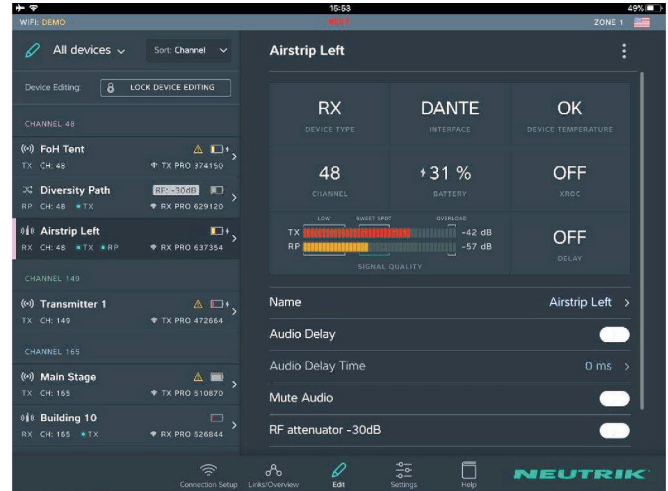 15:53
49%
WIFI: DEMO
ZONE 1
All devices
Sort: Channel
Device Editing:
LOCK DEVICE EDITING
CHANNEL 48
FoH Tent
TX CH: 48
TX PRO 374150
Diversity Path
RF: -30dB
RP CH: 48 TX
RX PRO 629120
Airstrip Left
RX CH: 48 TX RP
RX PRO 637354
CHANNEL 149
Transmitter 1
TX CH: 149
TX PRO 472664
CHANNEL 165
Main Stage
TX CH: 165
TX PRO 510870
Building 10
RX CH: 165 TX
RX PRO 526844
Airstrip Left
RX
DEVICE TYPE
DANTE
INTERFACE
OK
DEVICE TEMPERATURE
48
CHANNEL
31 %
BATTERY
OFF
XROC
LOW
SWEET SPOT
OVERLOAD
TX
-42 dB
RP
-57 dB
SIGNAL QUALITY
OFF
DELAY
Name
Airstrip Left
Audio Delay
Audio Delay Time
0 ms
Mute Audio
RF attenuator -30dB
Connection Setup
Links/Overview
Edit
Settings
Help
NEUTRIK